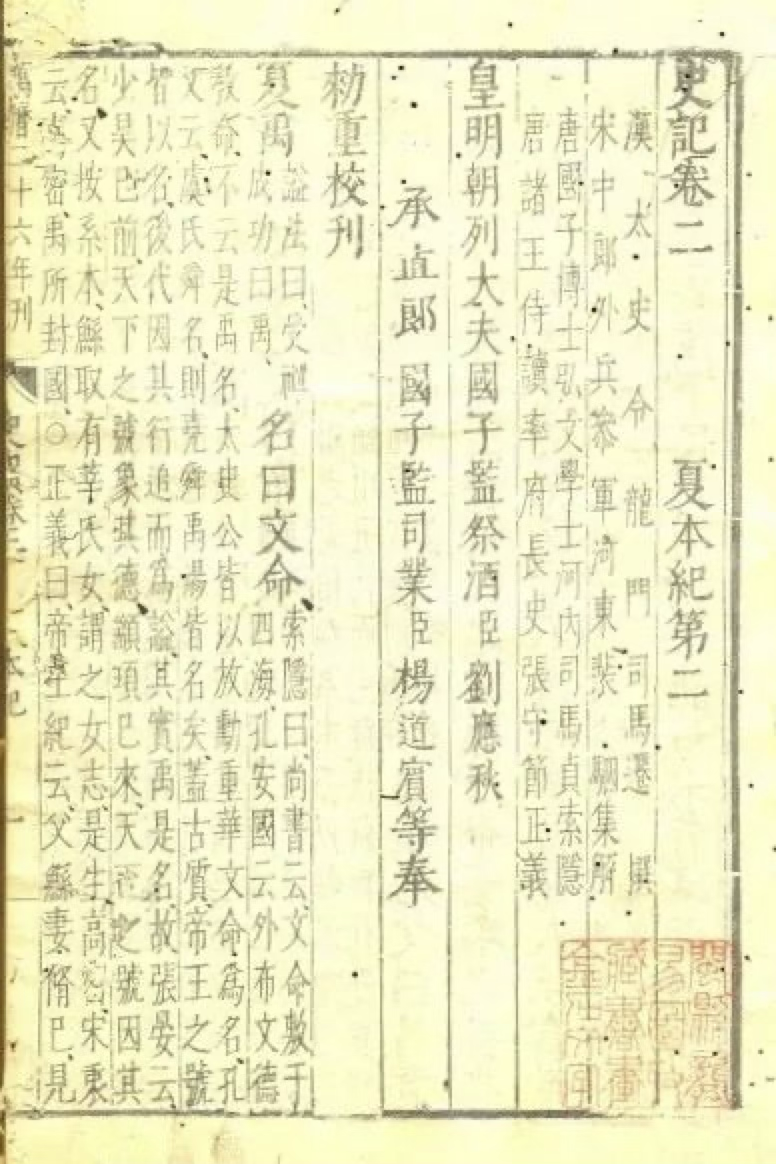 史記卷二 夏本紀第二
漢太史令龍門司馬遷撰
宋中郎外兵參軍河東裴駰集解
唐國子博士弘文學士河內司馬貞索隱
唐諸王侍讀率府長史張守節正義
皇明朝列大夫國子監祭酒臣劉應秋
承直郎國子監司業臣楊道賓等奉
勑重校刊
夏禹
謚法曰受禪
成功曰禹
名曰文命
索隱曰尚書云文命敷于
四海孔安國云外布文德
教命不云是禹名太史公皆以放勳重華文命為名孔
又云虞氏舜名則堯舜禹湯皆名矣蓋古質帝王之號
皆以名後代因其行追而為謚其實禹是名故張晏云
少昊已前天下之號象其德顓頊已來天下之號因其
名又按系本鯀取有莘氏女謂之女志是生高密宋衷
云高密禹所封國○正義曰帝王紀云父鯀妻脩己見
萬曆二十六年刊
史記卷二
本紀
一